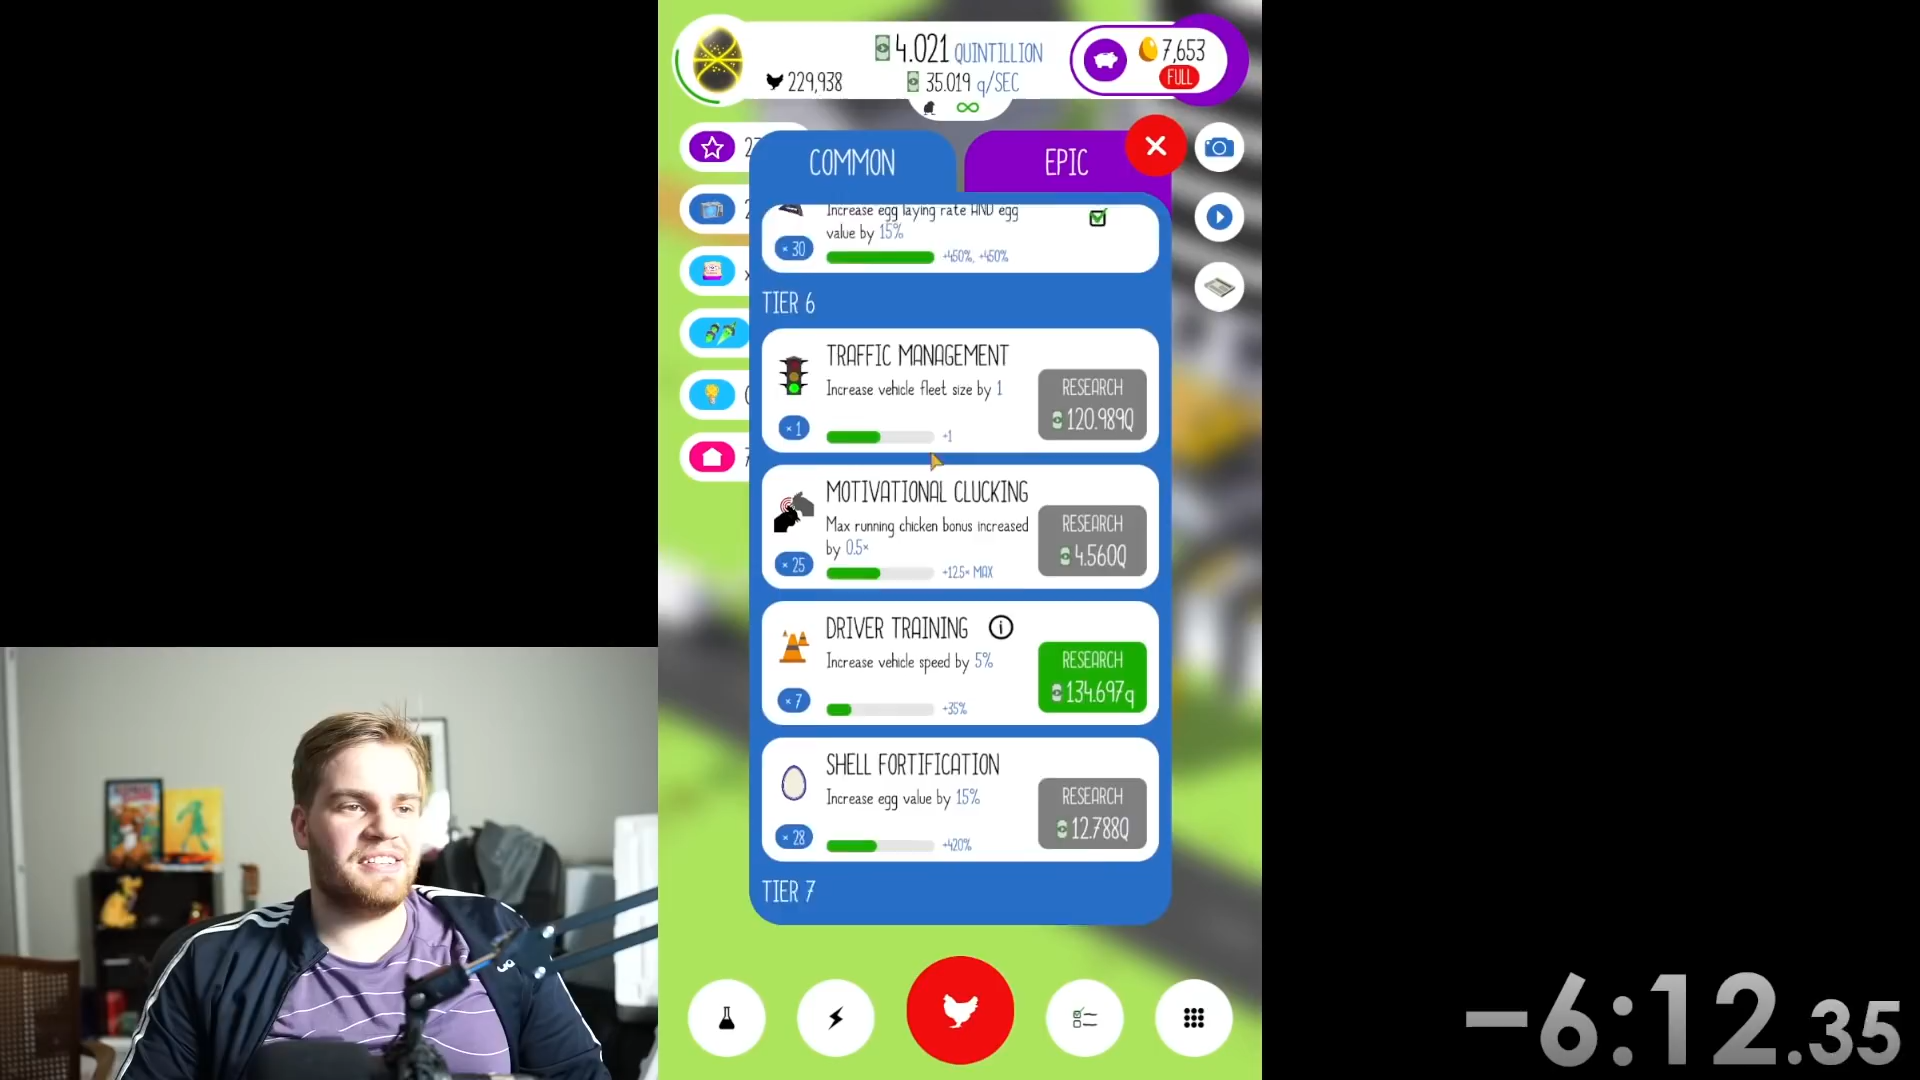 4.021 QUINTILLION
229,938
35.019 q/SEC
7,653
FULL
COMMON
EPIC
Increase egg laying rate AND egg
value by 15%
× 30
+450%, +450%
TIER 6
TRAFFIC MANAGEMENT
Increase vehicle fleet size by 1
RESEARCH
120.989Q
× 1
+1
MOTIVATIONAL CLUCKING
Max running chicken bonus increased
by 0.5×
RESEARCH
4.560Q
× 25
+12.5× MAX
DRIVER TRAINING
Increase vehicle speed by 5%
RESEARCH
134.697q
× 7
+35%
SHELL FORTIFICATION
Increase egg value by 15%
RESEARCH
12.788Q
× 28
+420%
TIER 7
-6:12.35